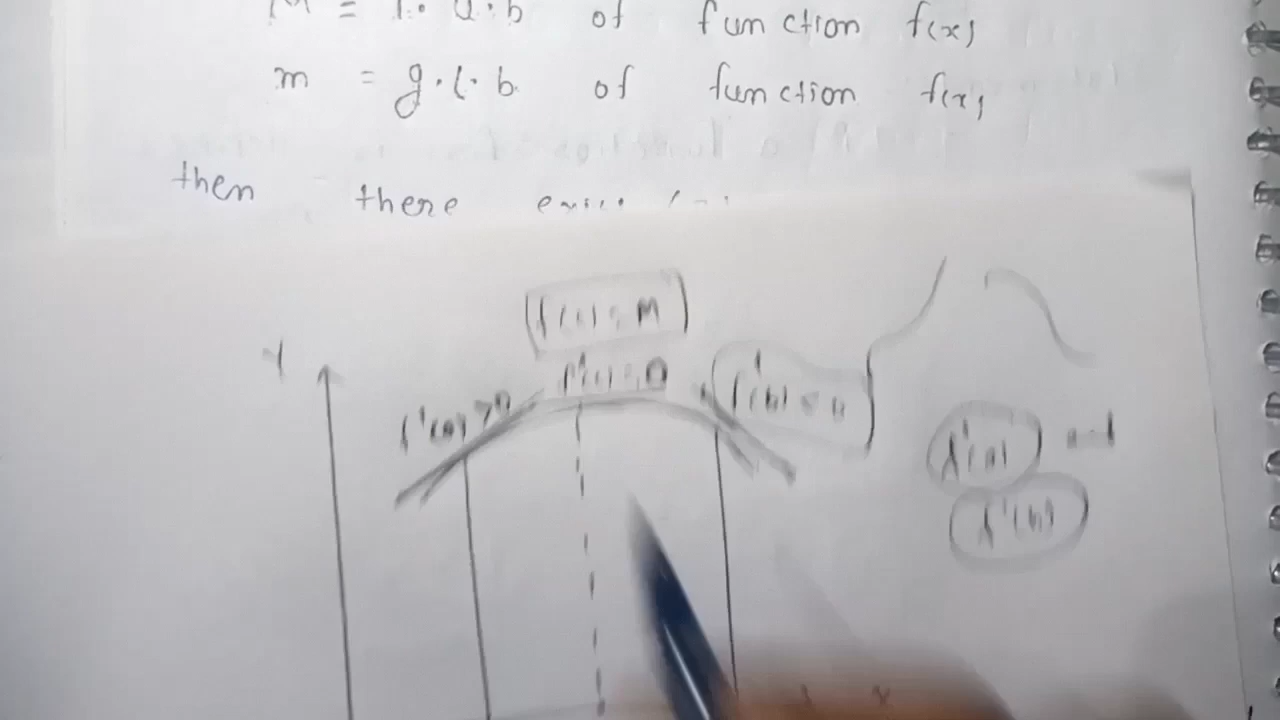 of function f(x)
m = g.l.b of function f(x)
then there
Y
f(c) = M
f'(c) = 0
f'(a) > 0
f'(b) < 0
f'(a)
f'(b)
X